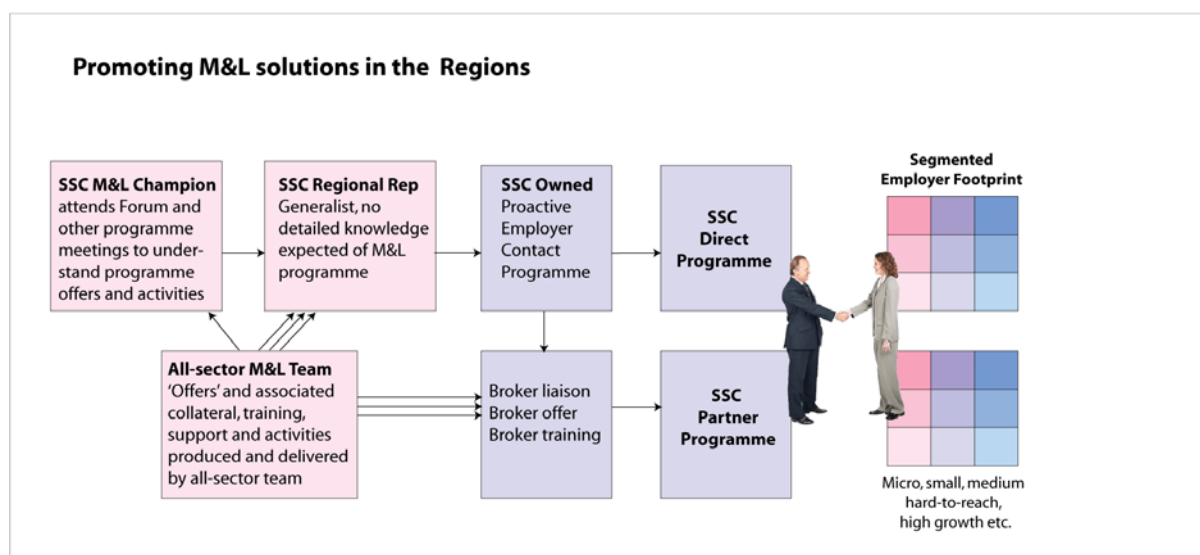 Promoting M&L solutions in the  Regions
SSC M&L Champion
attends Forum and
other programme
meetings to under-
stand programme
offers and activities
SSC Regional Rep
Generalist, no
detailed knowledge
expected of M&L
programme
SSC Owned
Proactive
Employer
Contact
Programme
SSC
Direct
Programme
Segmented
Employer Footprint
All-sector M&L Team
‘Offers’ and associated
collateral, training,
support and activities
produced and delivered
by all-sector team
Broker liaison
Broker offer
Broker training
SSC
Partner
Programme
Micro, small, medium
hard-to-reach,
high growth etc.